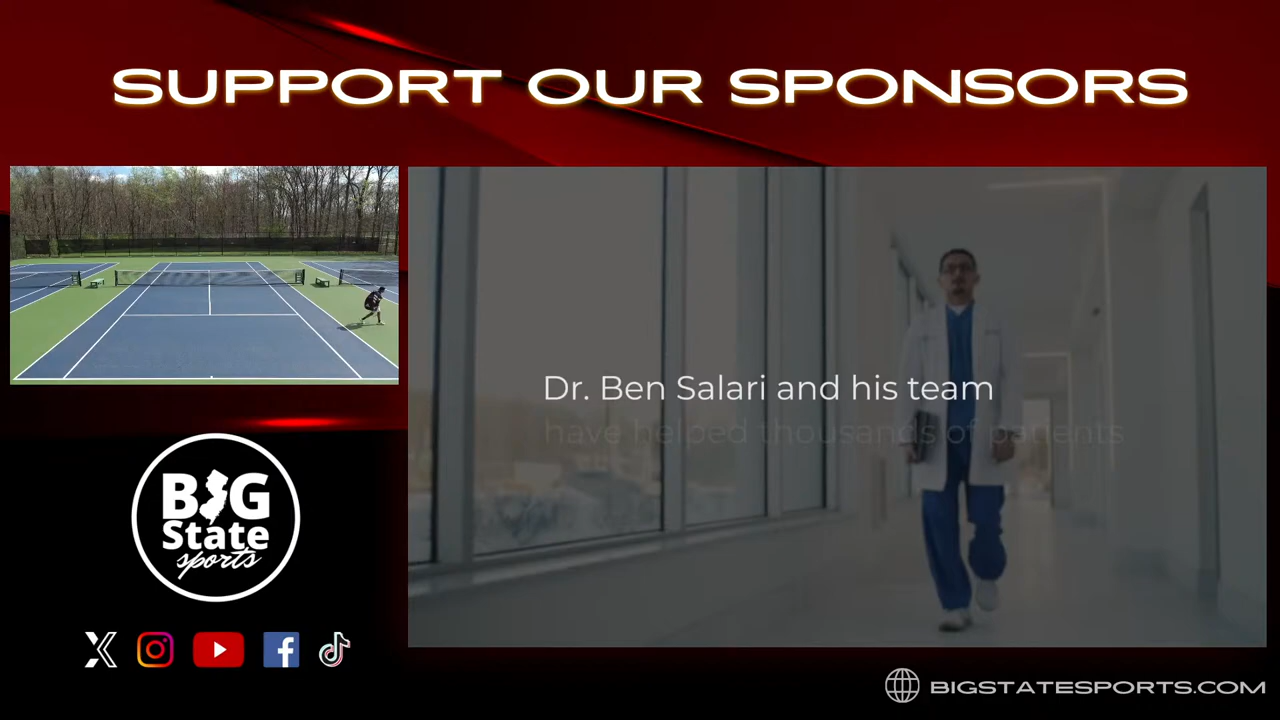 SUPPORT OUR SPONSORS
Dr. Ben Salari and his team
have helped thousands of patients
BIG
State
sports
BIGSTATESPORTS.COM